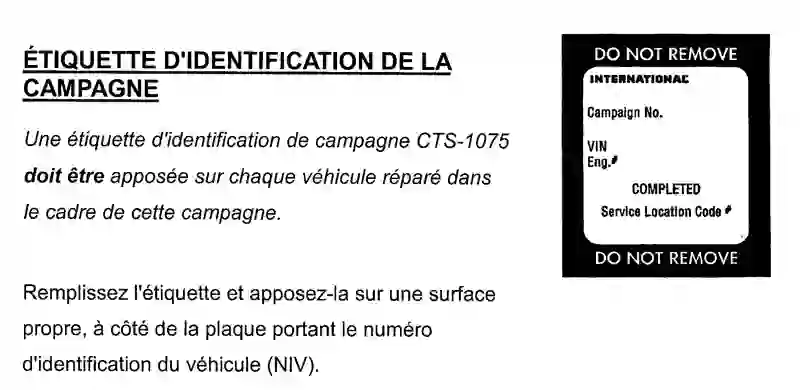 ÉTIQUETTE D'IDENTIFICATION DE LA
CAMPAGNE
Une étiquette d'identification de campagne CTS-1075
doit être apposée sur chaque véhicule réparé dans
le cadre de cette campagne.
Remplissez l'étiquette et apposez-la sur une surface
propre, à côté de la plaque portant le numéro
d'identification du véhicule (NIV).
DO NOT REMOVE
INTERNATIONAL
Campaign No.
VIN
Eng.#
COMPLETED
Service Location Code #
DO NOT REMOVE